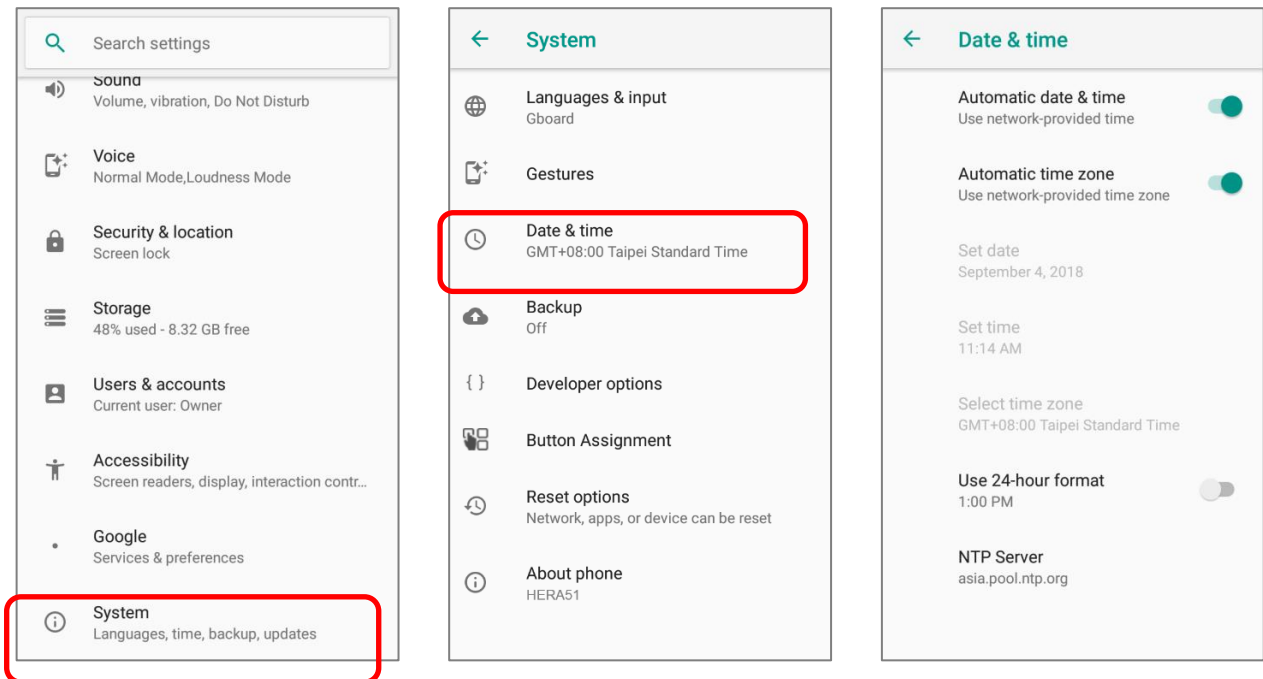 Search settings
Sound
Volume, vibration, Do Not Disturb
Voice
Normal Mode,Loudness Mode
Security & location
Screen lock
Storage
48% used - 8.32 GB free
Users & accounts
Current user: Owner
Accessibility
Screen readers, display, interaction contr...
Google
Services & preferences
System
Languages, time, backup, updates
System
Languages & input
Gboard
Gestures
Date & time
GMT+08:00 Taipei Standard Time
Backup
Off
{ } Developer options
Button Assignment
Reset options
Network, apps, or device can be reset
About phone
HERA51
Date & time
Automatic date & time
Use network-provided time
Automatic time zone
Use network-provided time zone
Set date
September 4, 2018
Set time
11:14 AM
Select time zone
GMT+08:00 Taipei Standard Time
Use 24-hour format
1:00 PM
NTP Server
asia.pool.ntp.org